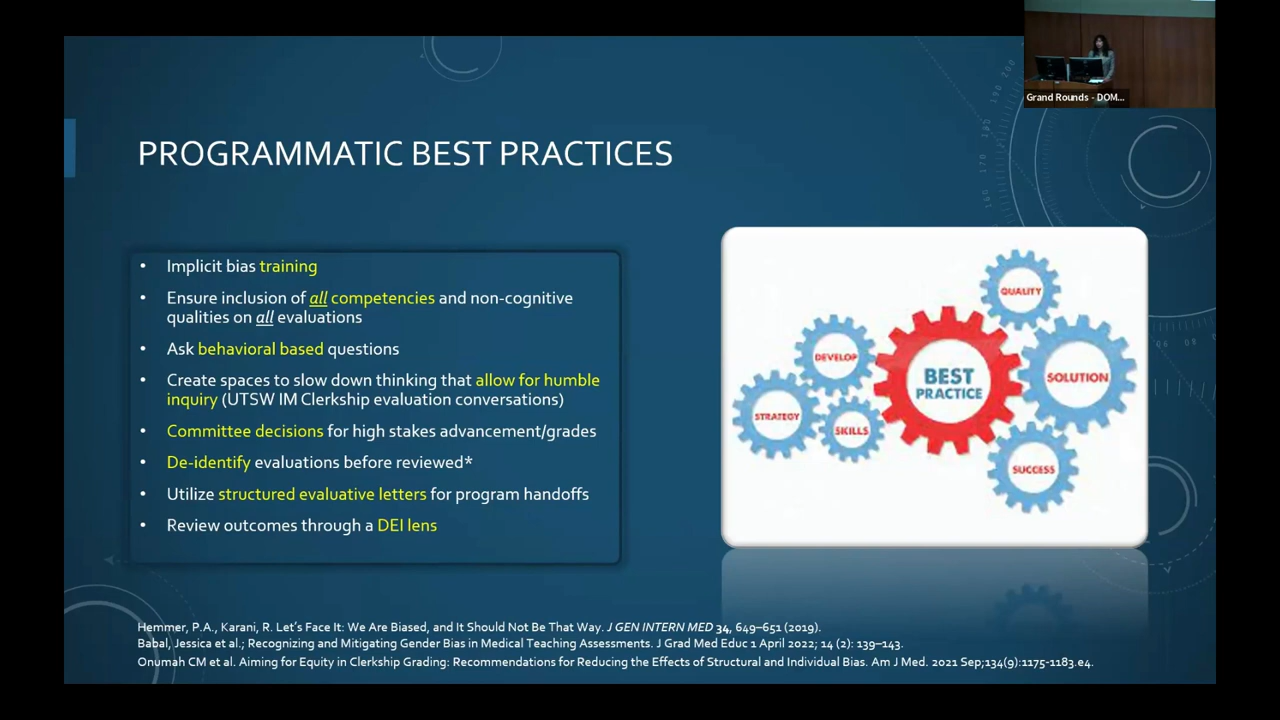 Grand Rounds - DOM...
PROGRAMMATIC BEST PRACTICES
• Implicit bias training
• Ensure inclusion of all competencies and non-cognitive
qualities on all evaluations
• Ask behavioral based questions
• Create spaces to slow down thinking that allow for humble
inquiry (UTSW IM Clerkship evaluation conversations)
• Committee decisions for high stakes advancement/grades
• De-identify evaluations before reviewed*
• Utilize structured evaluative letters for program handoffs
• Review outcomes through a DEI lens
QUALITY
DEVELOP
BEST
PRACTICE
SOLUTION
STRATEGY
SKILLS
SUCCESS
Hemmer, P.A., Karani, R. Let's Face It: We Are Biased, and It Should Not Be That Way. J GEN INTERN MED 34, 649–651 (2019).
Babal, Jessica et al.; Recognizing and Mitigating Gender Bias in Medical Teaching Assessments. J Grad Med Educ 1 April 2022; 14 (2): 139–143.
Onumah CM et al. Aiming for Equity in Clerkship Grading: Recommendations for Reducing the Effects of Structural and Individual Bias. Am J Med. 2021 Sep;134(9):1175-1183.e4.